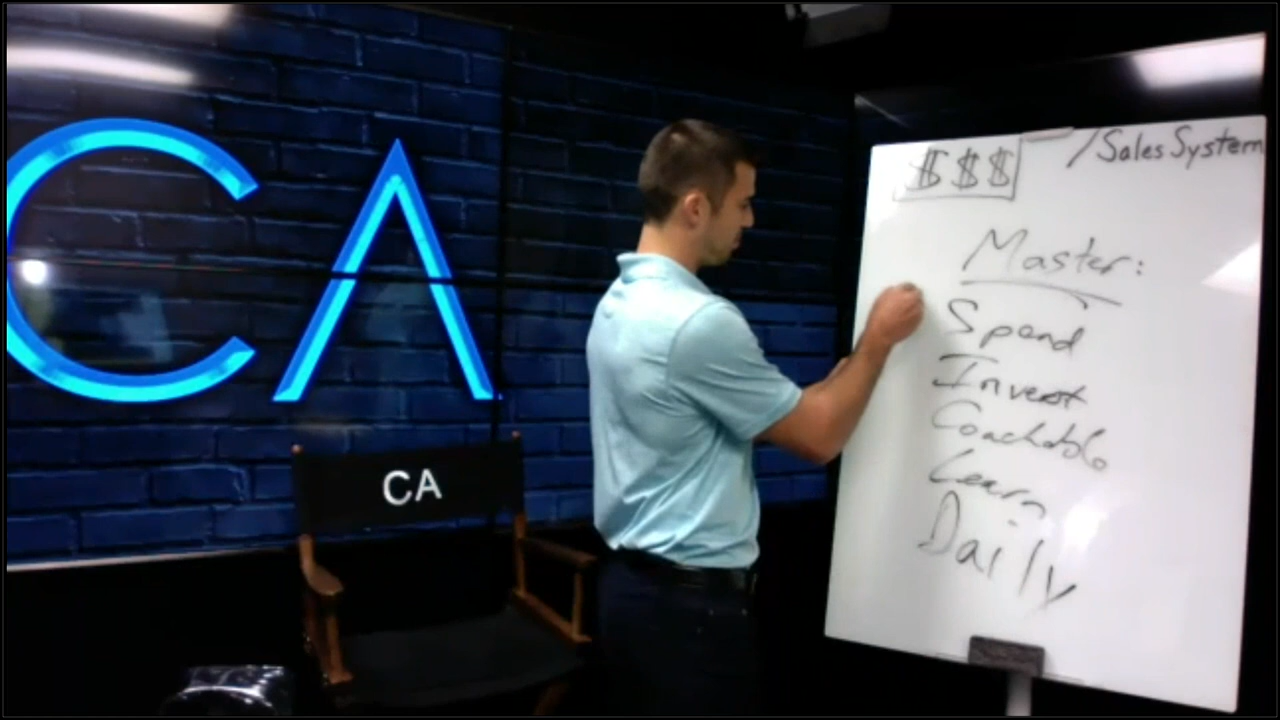 CA
CA
$ $ $
/Sales System
Master:
Spend
Invest
Coachable
Learn
Daily